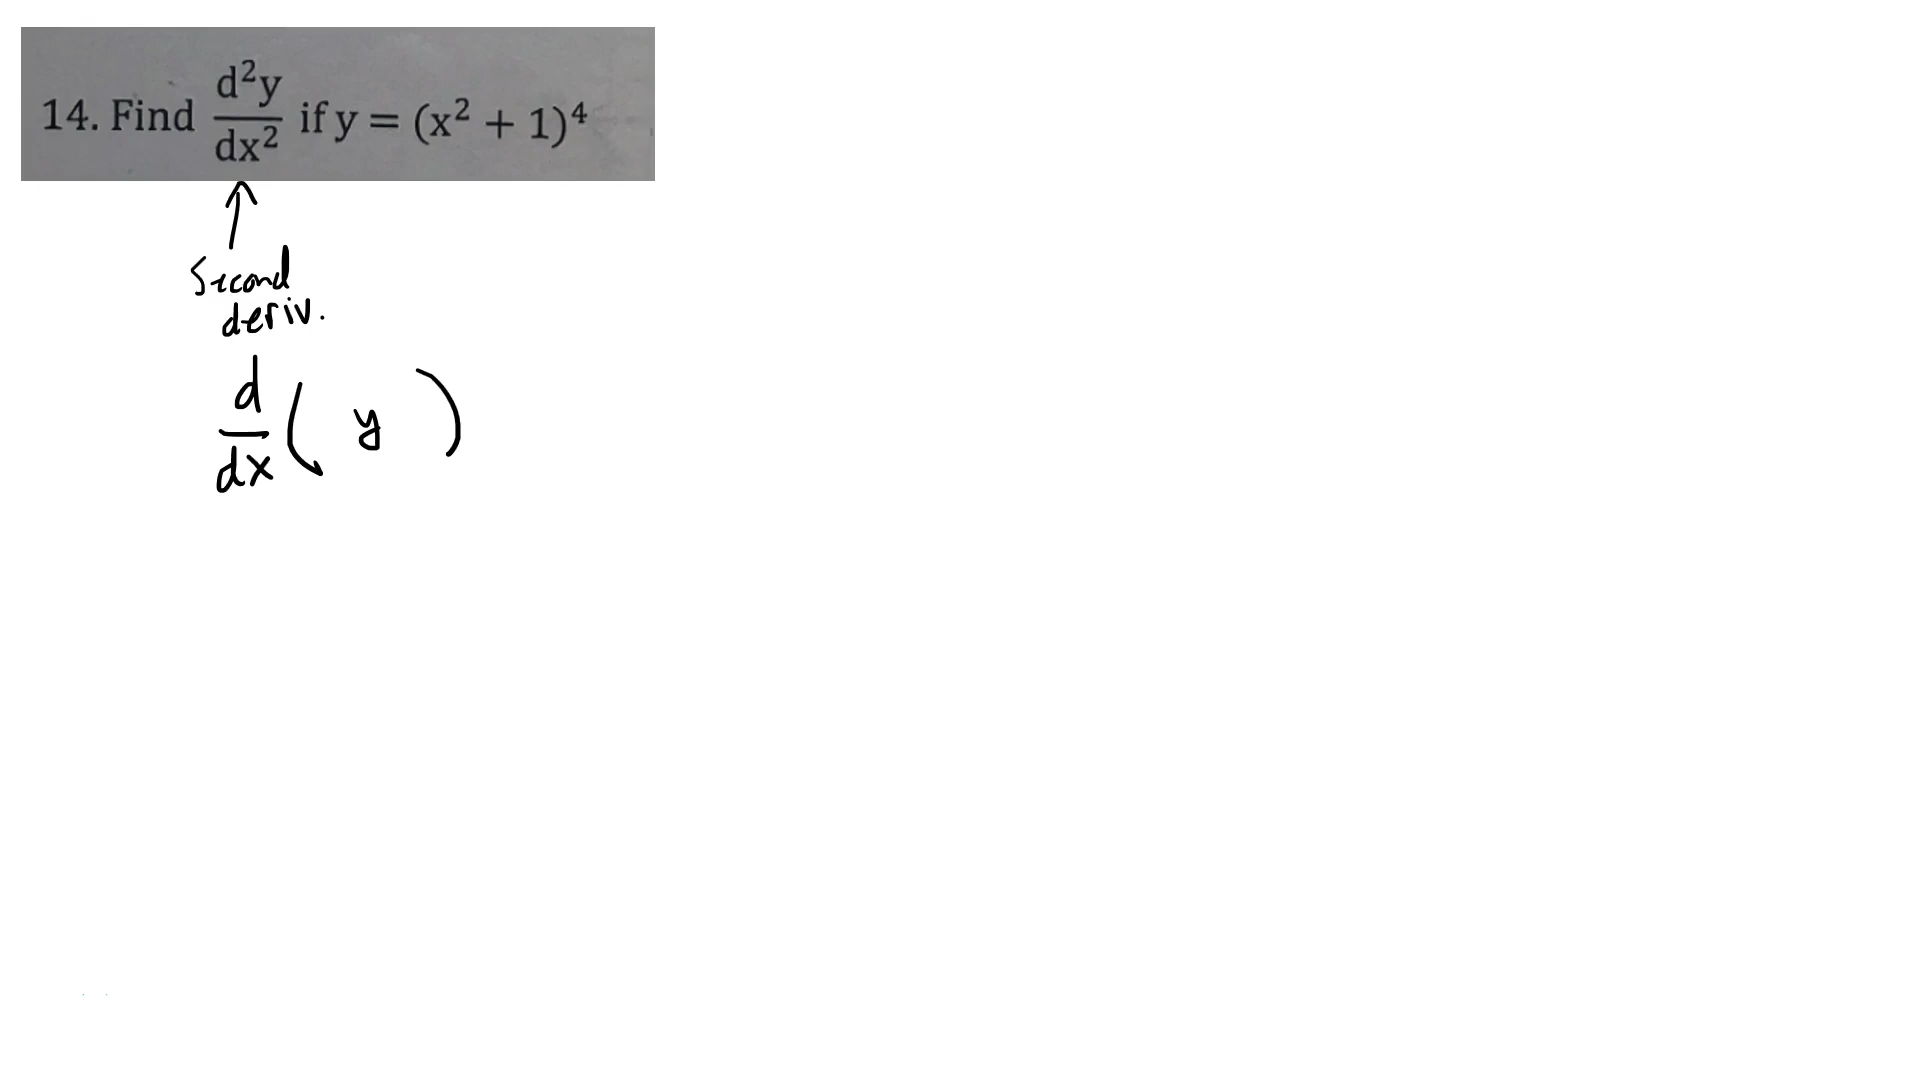 14. Find d²y/dx² if y = (x² + 1)⁴
Second
deriv.
d/dx ( y )